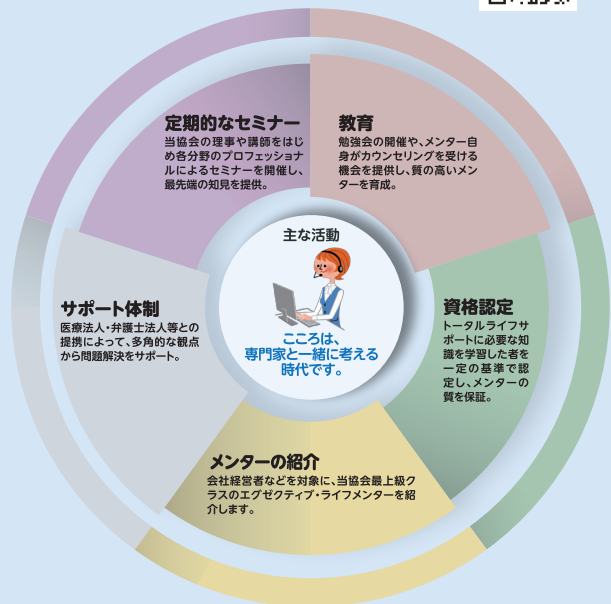 定期的なセミナー
当協会の理事や講師をはじ
め各分野のプロフェッショナ
ルによるセミナーを開催し、
最先端の知見を提供。
教育
勉強会の開催や、メンター自
身がカウンセリングを受ける
機会を提供し、質の高いメン
ターを育成。
主な活動
こころは、
専門家と一緒に考える
時代です。
サポート体制
医療法人・弁護士法人等との
提携によって、多角的な観点
から問題解決をサポート。
資格認定
トータルライフサ
ポートに必要な知
識を学習した者を
一定の基準で認
定し、メンターの
質を保証。
メンターの紹介
会社経営者などを対象に、当協会最上級ク
ラスのエグゼクティブ・ライフメンターを紹
介します。